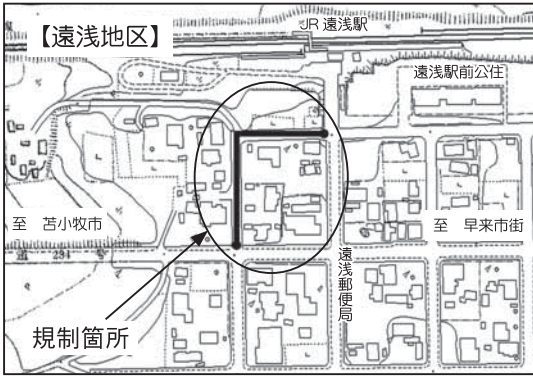 JR 遠浅駅
【遠浅地区】
遠浅駅前公住
至 苫小牧市
至 早来市街
道 234
遠浅郵便局
規制箇所